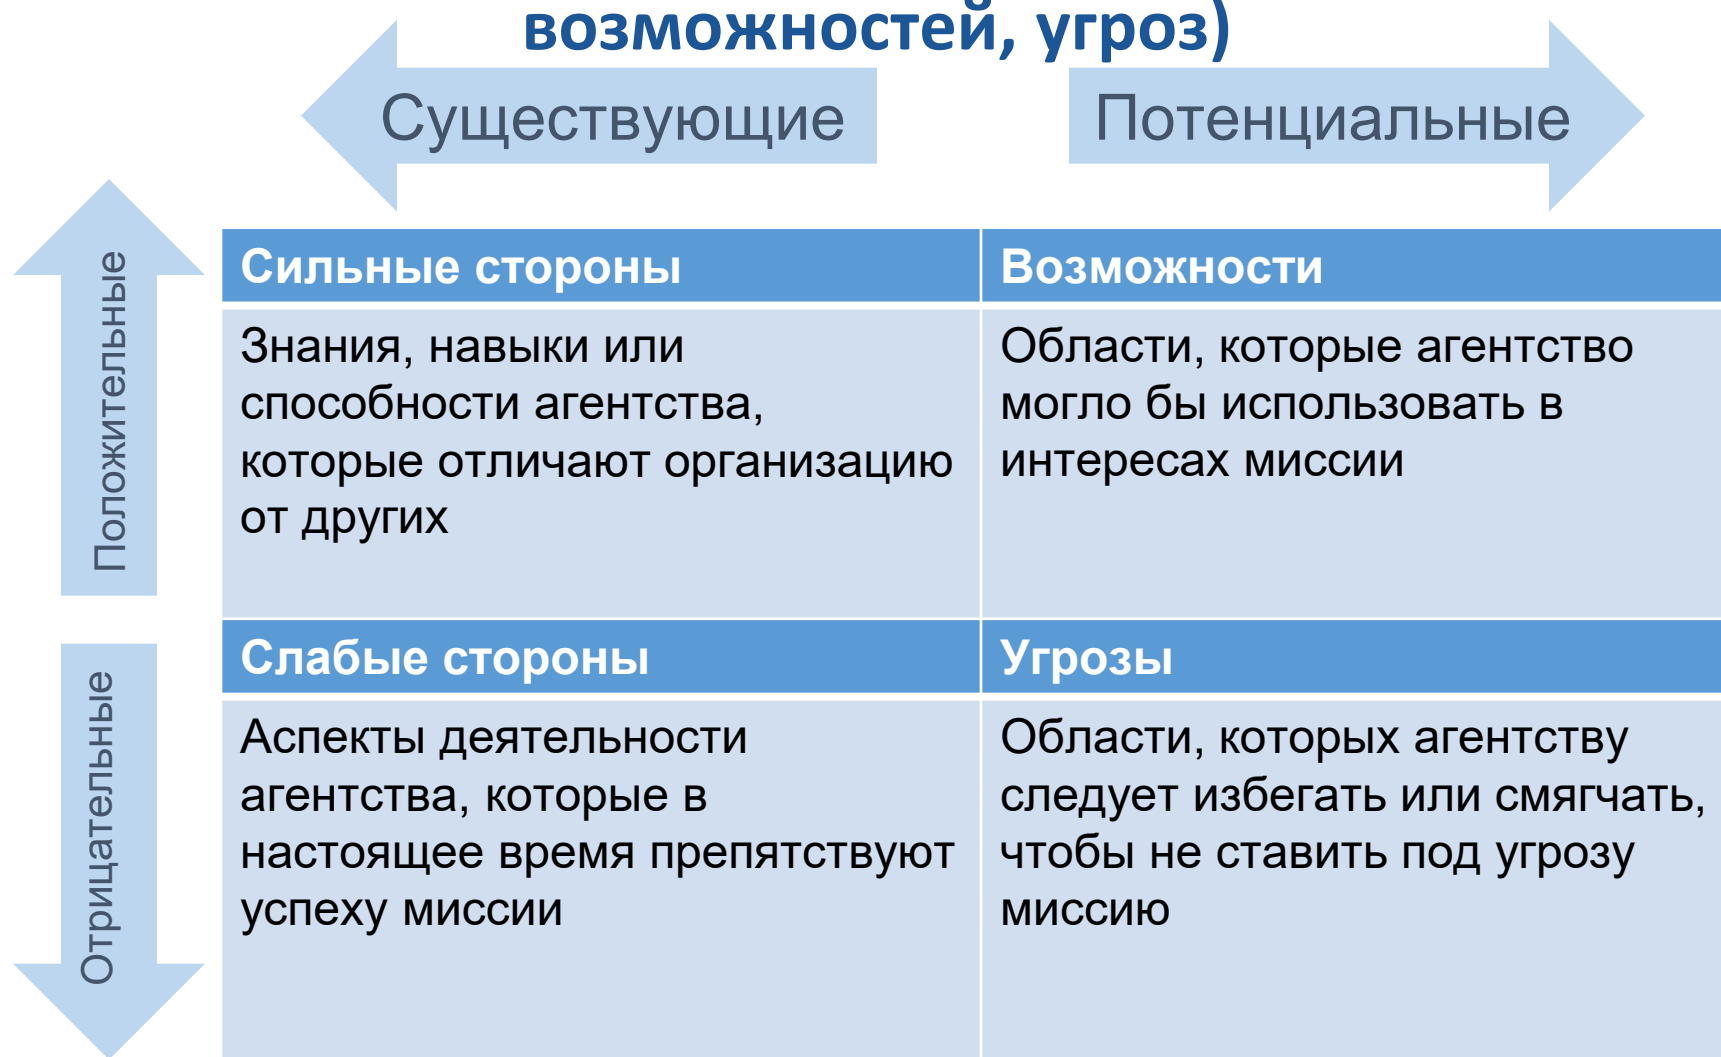 возможностей, угроз)
Существующие
Потенциальные
Положительные
Сильные стороны
Возможности
Знания, навыки или
способности агентства,
которые отличают организацию
от других
Области, которые агентство
могло бы использовать в
интересах миссии
Отрицательные
Слабые стороны
Угрозы
Аспекты деятельности
агентства, которые в
настоящее время препятствуют
успеху миссии
Области, которых агентству
следует избегать или смягчать,
чтобы не ставить под угрозу
миссию